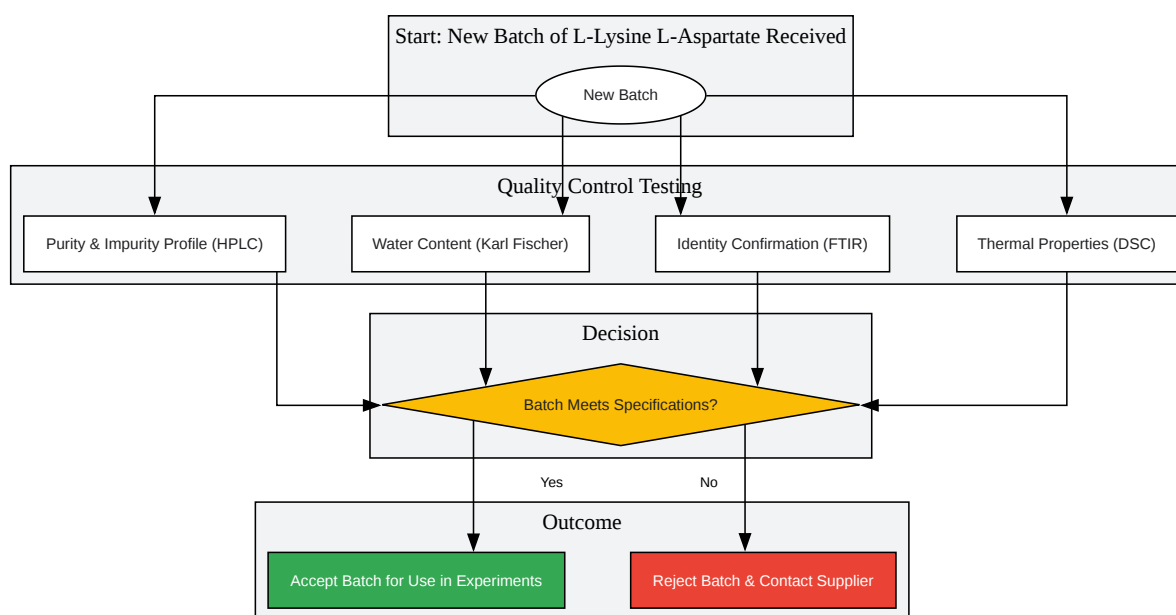 Start: New Batch of L-Lysine L-Aspartate Received
New Batch
Quality Control Testing
Purity & Impurity Profile (HPLC)
Water Content (Karl Fischer)
Identity Confirmation (FTIR)
Thermal Properties (DSC)
Decision
Batch Meets Specifications?
Yes
No
Outcome
Accept Batch for Use in Experiments
Reject Batch & Contact Supplier